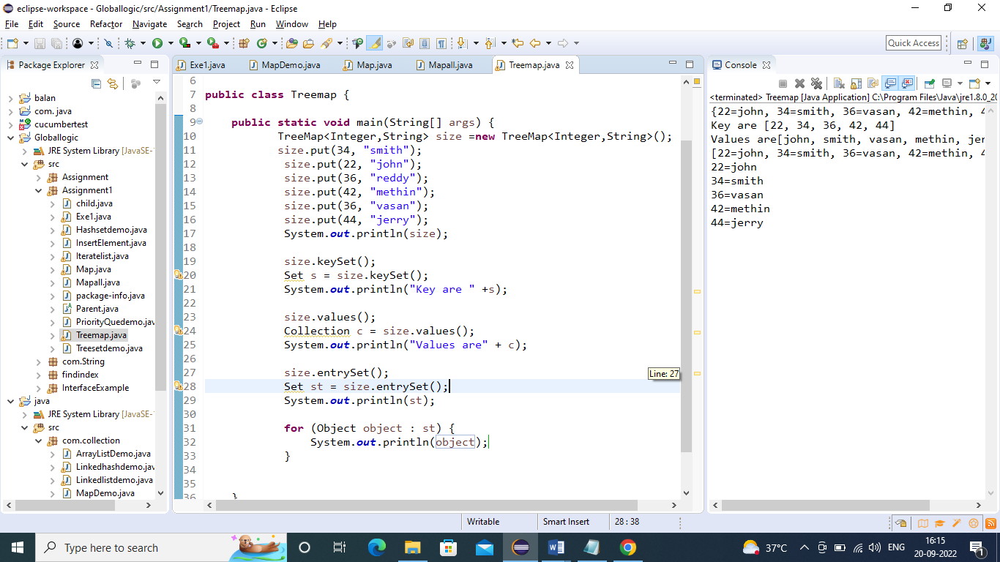 eclipse-workspace - Globallogic/src/Assignment1/Treemap.java - Eclipse
File Edit Source Refactor Navigate Search Project Run Window Help
Quick Access
Package Explorer
balan
com. java
cucumbertest
Globallogic
JRE System Library [JavaSE-1
src
Assignment
Assignment1
child.java
Exe1.java
Hashsetdemo.java
InsertElement.java
Iteratelist.java
Map.java
Mapall.java
package-info.java
Parent.java
PriorityQuedemo.jav
Treemap.java
Treesetdemo.java
com.String
findindex
InterfaceExample
java
JRE System Library [JavaSE-1
src
com.collection
ArrayListDemo.java
Linkedhashdemo.jav
Linkedlistdemo.java
MapDemo.java
Exe1.java MapDemo.java Map.java Mapall.java Treemap.java
6
7 public class Treemap {
8
9 public static void main(String[] args) {
10 TreeMap<Integer,String> size =new TreeMap<Integer,String>();
11 size.put(34, "smith");
12 size.put(22, "john");
13 size.put(36, "reddy");
14 size.put(42, "methin");
15 size.put(36, "vasan");
16 size.put(44, "jerry");
17 System.out.println(size);
18
19 size.keySet();
20 Set s = size.keySet();
21 System.out.println("Key are " +s);
22
23 size.values();
24 Collection c = size.values();
25 System.out.println("Values are" + c);
26
27 size.entrySet();
Line: 27
28 Set st = size.entrySet();
29 System.out.println(st);
30
31 for (Object object : st) {
32 System.out.println(object);
33 }
34
35
36 }
Console
<terminated> Treemap [Java Application] C:\Program Files\Java\jre1.8.0_20
{22=john, 34=smith, 36=vasan, 42=methin, 4
Key are [22, 34, 36, 42, 44]
Values are[john, smith, vasan, methin, jer
[22=john, 34=smith, 36=vasan, 42=methin, 4
22=john
34=smith
36=vasan
42=methin
44=jerry
Writable Smart Insert 28 : 38
Type here to search
37°C ENG 16:15
20-09-2022
1